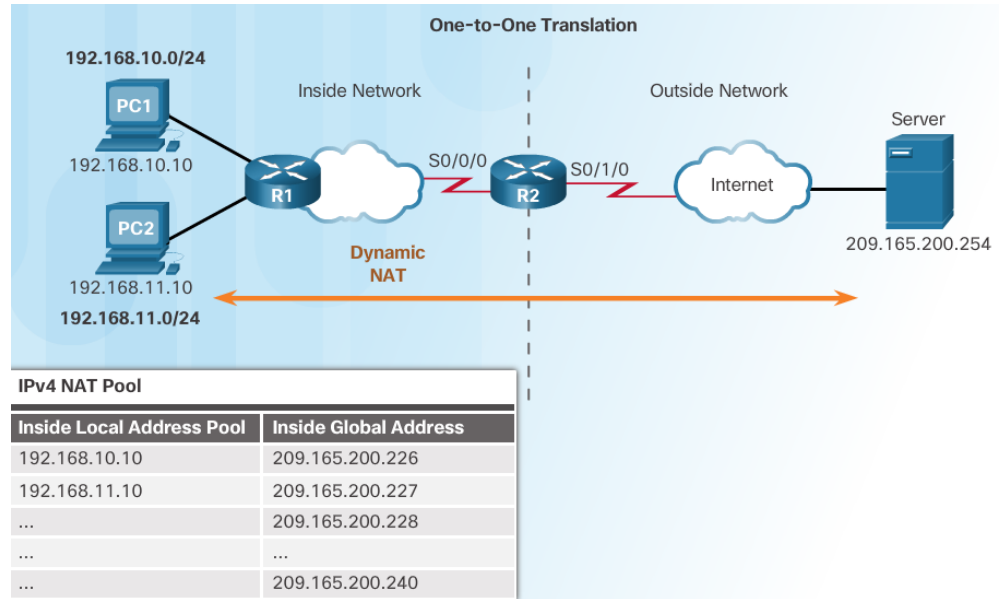 One-to-One Translation
192.168.10.0/24
Inside Network
Outside Network
PC1
Server
192.168.10.10
S0/0/0
S0/1/0
R1
R2
Internet
PC2
209.165.200.254
Dynamic
NAT
192.168.11.10
192.168.11.0/24
IPv4 NAT Pool
Inside Local Address Pool Inside Global Address
192.168.10.10 209.165.200.226
192.168.11.10 209.165.200.227
... 209.165.200.228
... ...
... 209.165.200.240